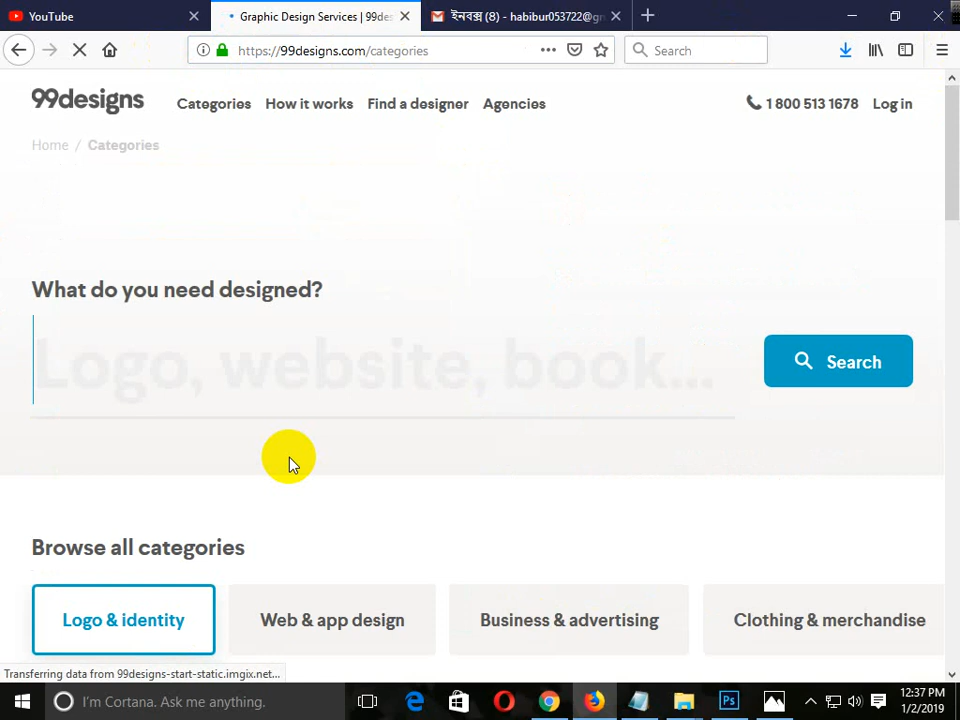 YouTube
Graphic Design Services | 99des
ইনবক্স (8) - habibur053722@gm
https://99designs.com/categories
Search
99designs
Categories
How it works
Find a designer
Agencies
1 800 513 1678
Log in
Home / Categories
What do you need designed?
Logo, website, book...
Search
Browse all categories
Logo & identity
Web & app design
Business & advertising
Clothing & merchandise
Transferring data from 99designs-start-static.imgix.net...
I'm Cortana. Ask me anything.
12:37 PM
1/2/2019